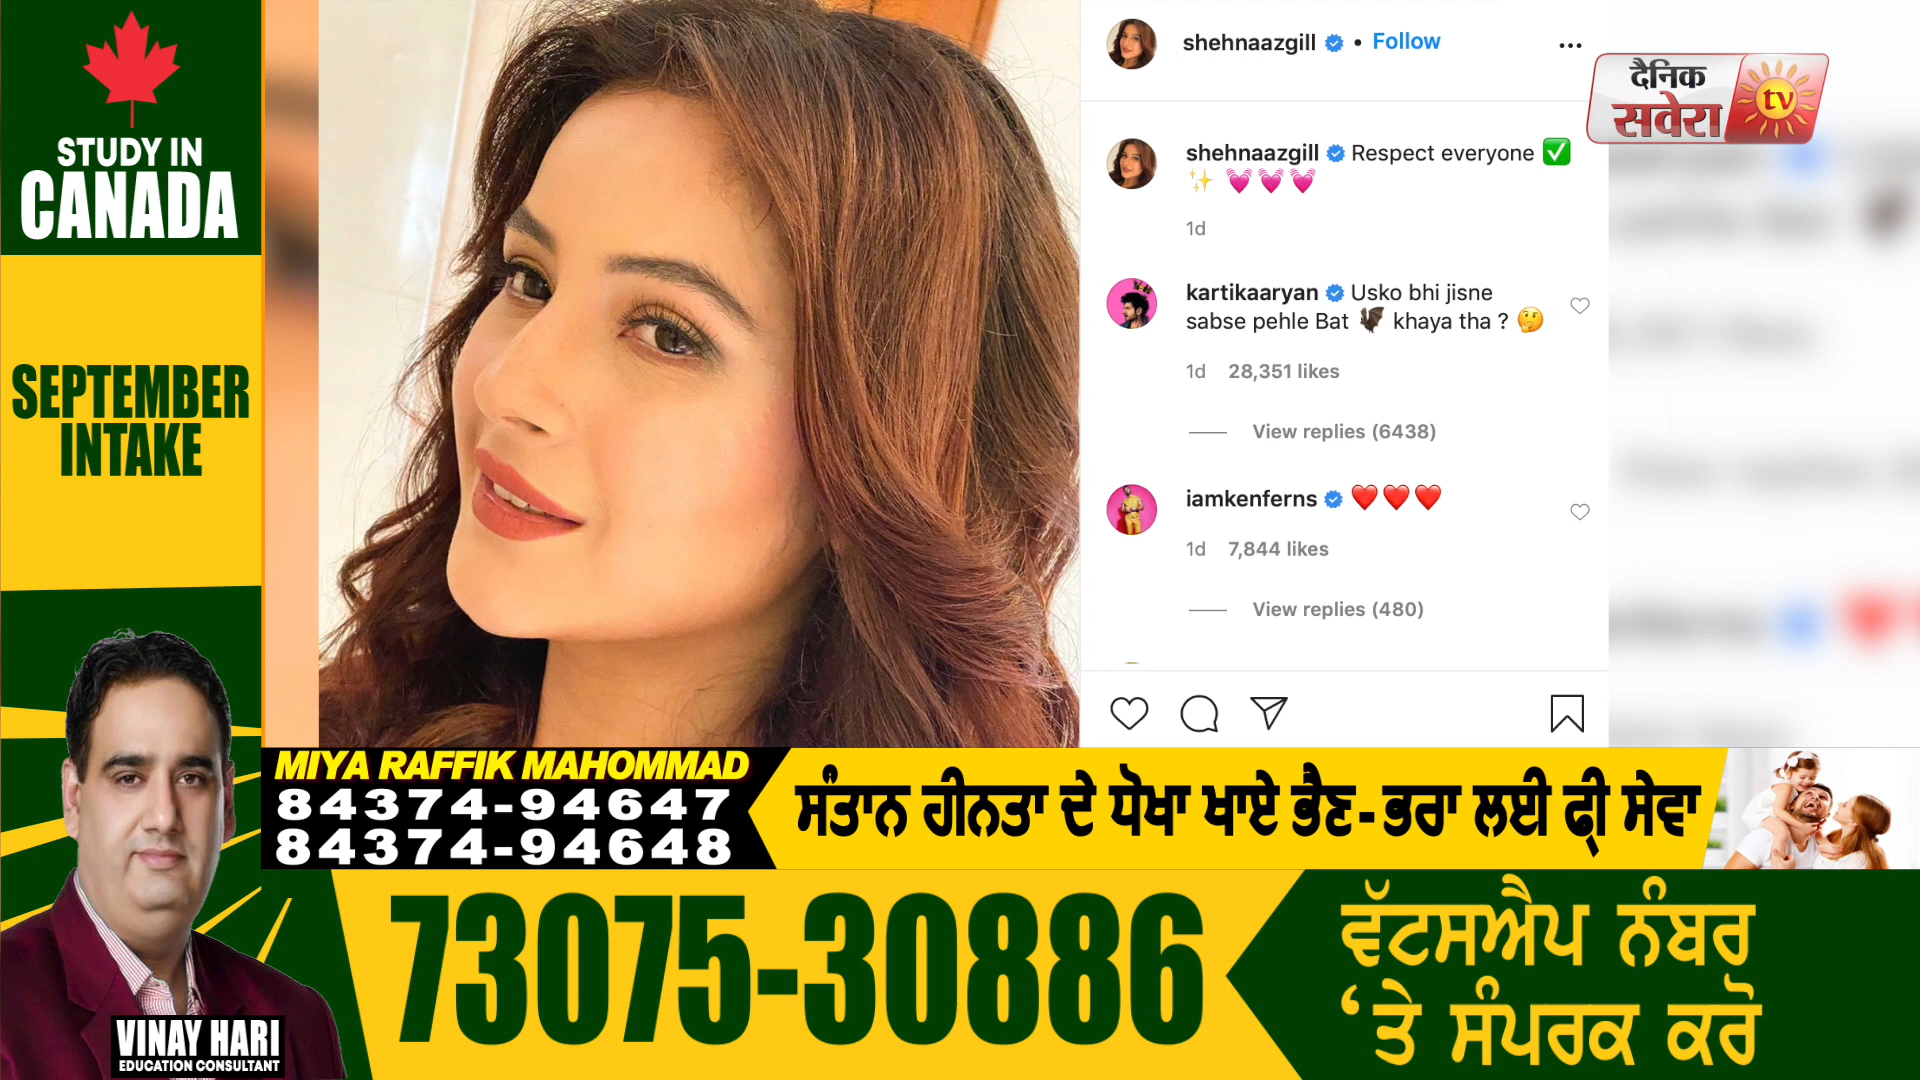 STUDY IN
CANADA
SEPTEMBER
INTAKE
VINAY HARI
EDUCATION CONSULTANT
shehnaazgill • Follow
दैनिक
सवेरा
tv
shehnaazgill Respect everyone ✅
✨ 💓 💓 💓
1d
kartikaaryan Usko bhi jisne
sabse pehle Bat 🦇 khaya tha ? 🤔
1d 28,351 likes
View replies (6438)
iamkenferns ❤️ ❤️ ❤️
1d 7,844 likes
View replies (480)
MIYA RAFFIK MAHOMMAD
84374-94647
84374-94648
ਸੰਤਾਨ ਹੀਨਤਾ ਦੇ ਧੋਖਾ ਖਾਏ ਭੈਣ-ਭਰਾ ਲਈ ਫ੍ਰੀ ਸੇਵਾ
73075-30886
ਵੱਟਸਐਪ ਨੰਬਰ
‘ਤੇ ਸੰਪਰਕ ਕਰੋ